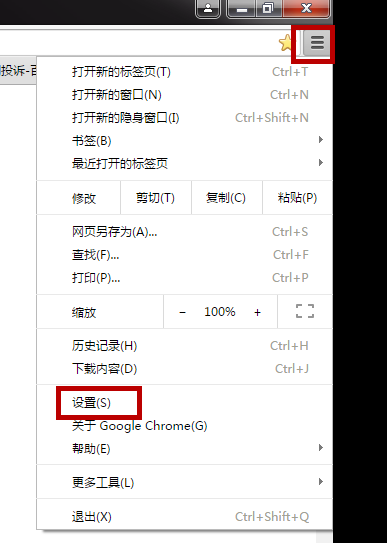 投诉-百
打开新的标签页(T) Ctrl+T
打开新的窗口(N) Ctrl+N
打开新的隐身窗口(I) Ctrl+Shift+N
书签(B)
最近打开的标签页
修改 剪切(T) 复制(C) 粘贴(P)
网页另存为(A)... Ctrl+S
查找(F)... Ctrl+F
打印(P)... Ctrl+P
缩放 − 100% +
历史记录(H) Ctrl+H
下载内容(D) Ctrl+J
设置(S)
关于 Google Chrome(G)
帮助(E)
更多工具(L)
退出(X) Ctrl+Shift+Q